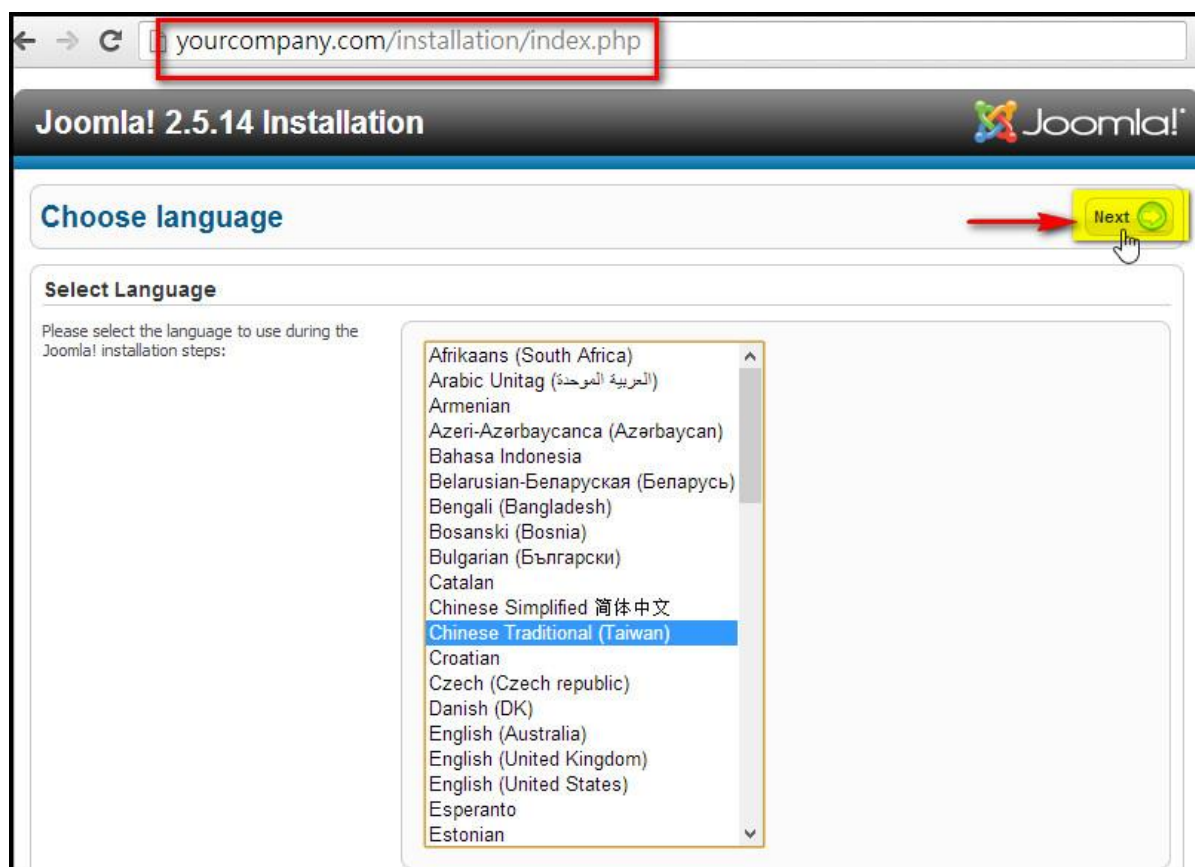 yourcompany.com/installation/index.php
Joomla! 2.5.14 Installation
Joomla!
Choose language
Next
Select Language
Please select the language to use during the
Joomla! installation steps:
Afrikaans (South Africa)
Arabic Unitag (العربية الموحدة)
Armenian
Azeri-Azərbaycanca (Azərbaycan)
Bahasa Indonesia
Belarusian-Беларуская (Беларусь)
Bengali (Bangladesh)
Bosanski (Bosnia)
Bulgarian (Български)
Catalan
Chinese Simplified 简体中文
Chinese Traditional (Taiwan)
Croatian
Czech (Czech republic)
Danish (DK)
English (Australia)
English (United Kingdom)
English (United States)
Esperanto
Estonian